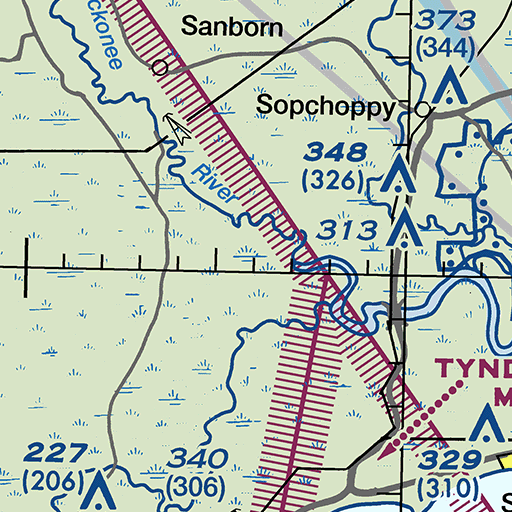 ckonee
Sanborn
373
(344)
Sopchoppy
348
(326)
River
313
TYND
M
227
(206)
340
(306)
329
(310)
S